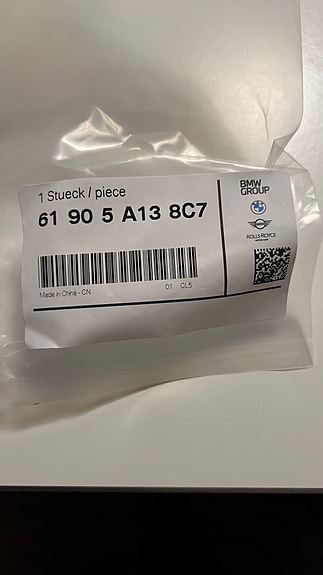 1 Stueck / piece
61 90 5 A13 8C7
Made in China - CN
01 CL5
BMW
GROUP
ROLLS-ROYCE